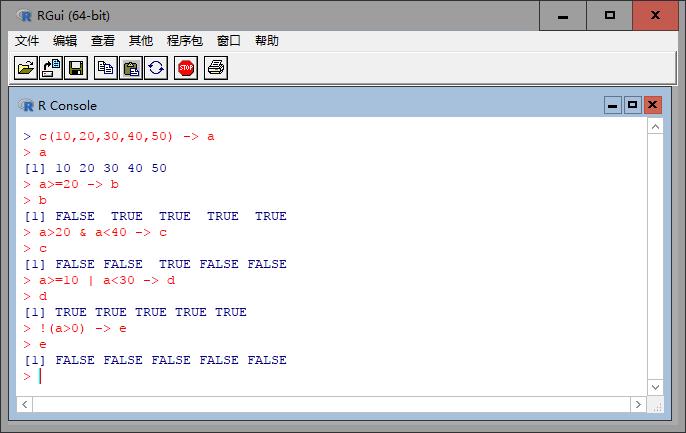 RGui (64-bit)
文件 编辑 查看 其他 程序包 窗口 帮助
STOP
R Console
> c(10,20,30,40,50) -> a
> a
[1] 10 20 30 40 50
> a>=20 -> b
> b
[1] FALSE  TRUE  TRUE  TRUE  TRUE
> a>20 & a<40 -> c
> c
[1] FALSE FALSE  TRUE FALSE FALSE
> a>=10 | a<30 -> d
> d
[1] TRUE TRUE TRUE TRUE TRUE
> !(a>0) -> e
> e
[1] FALSE FALSE FALSE FALSE FALSE
>